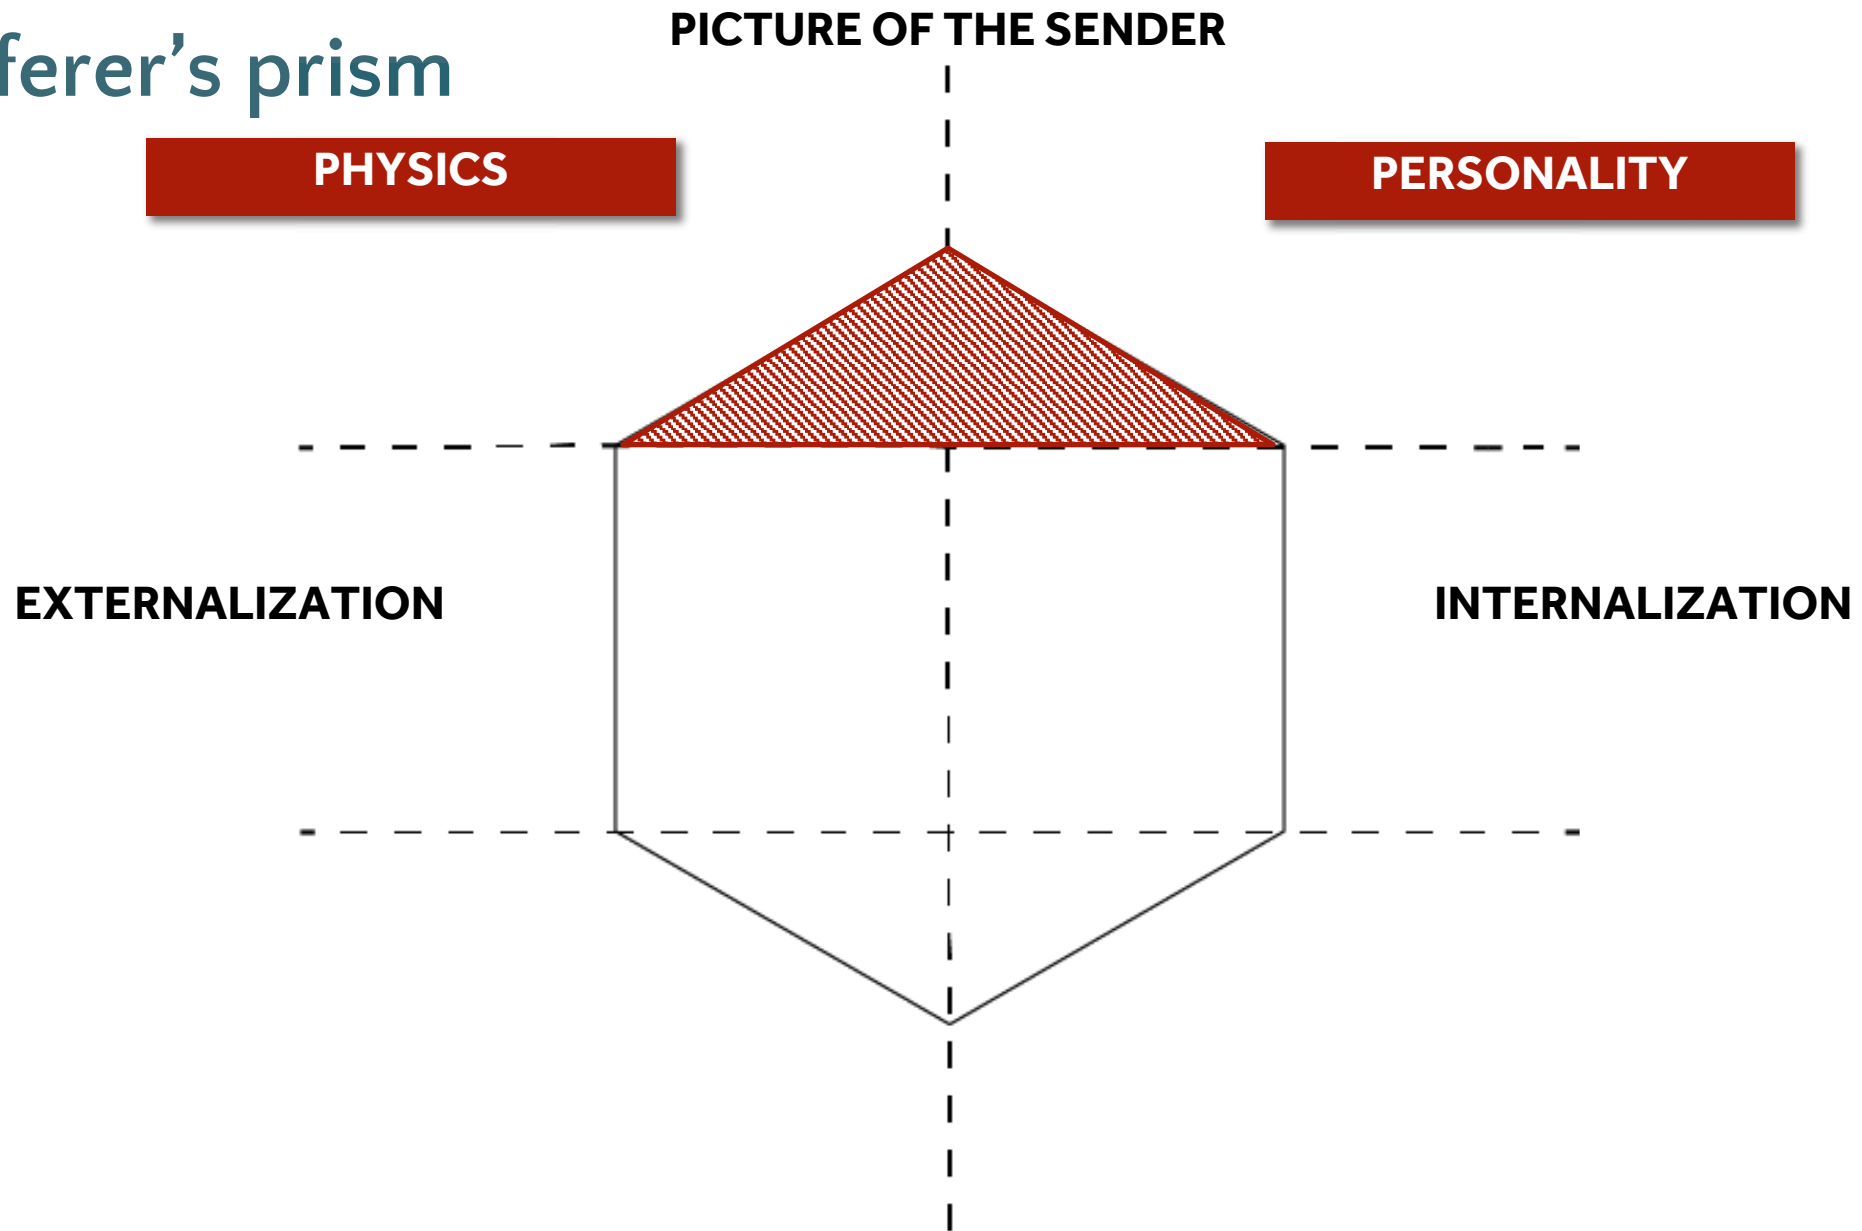 PICTURE OF THE SENDER
ferer’s prism
PHYSICS
PERSONALITY
EXTERNALIZATION
INTERNALIZATION